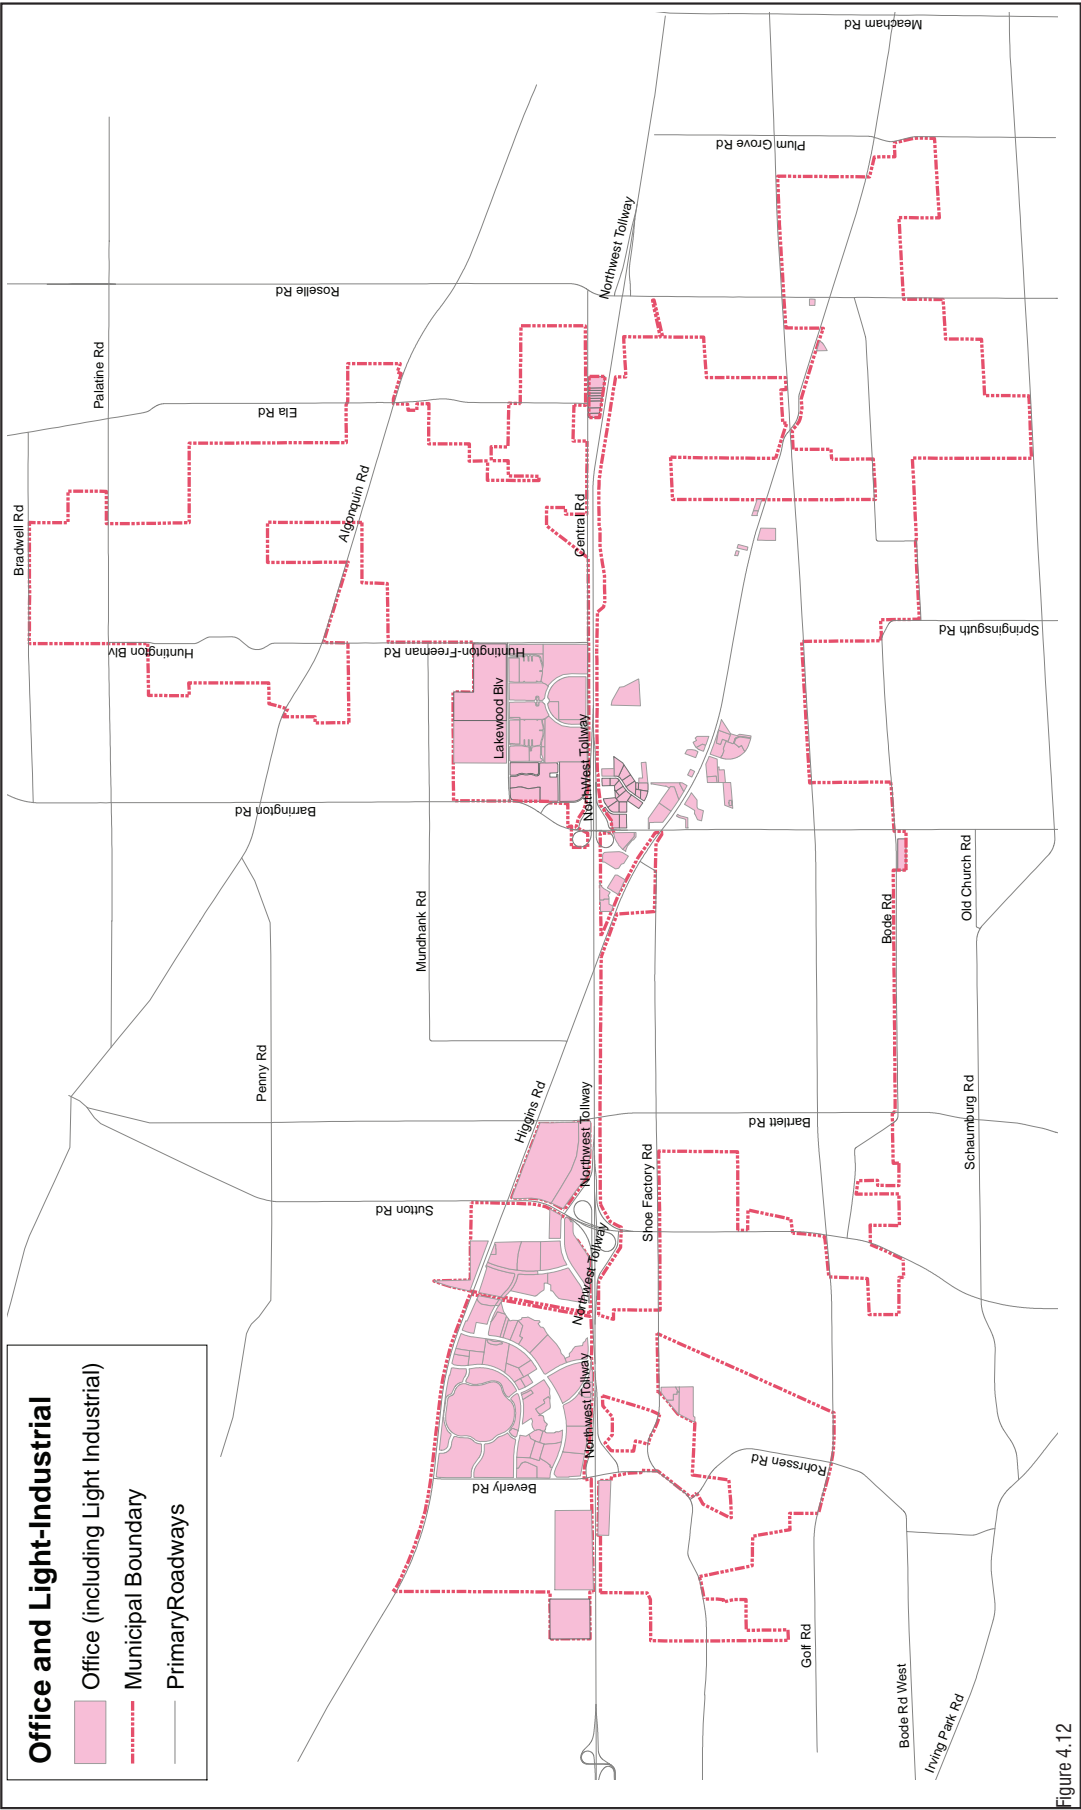 Office and Light-Industrial
Office (including Light Industrial)
Municipal Boundary
PrimaryRoadways
Bradwell Rd
Palatine Rd
Huntington Blv
Ela Rd
Roselle Rd
Algonquin Rd
Barrington Rd
Penny Rd
Mundhank Rd
Huntington-Freeman Rd
Lakewood Blv
Central Rd
Northwest Tollway
NorthWest Tollway
Meacham Rd
Plum Grove Rd
Sutton Rd
Higgins Rd
Northwest Tollway
Northwest Tollway
Northwest Tollway
Beverly Rd
Shoe Factory Rd
Bartlett Rd
Rohrssen Rd
Golf Rd
Bode Rd
Springinsguth Rd
Old Church Rd
Schaumburg Rd
Bode Rd West
Irving Park Rd
Figure 4.12